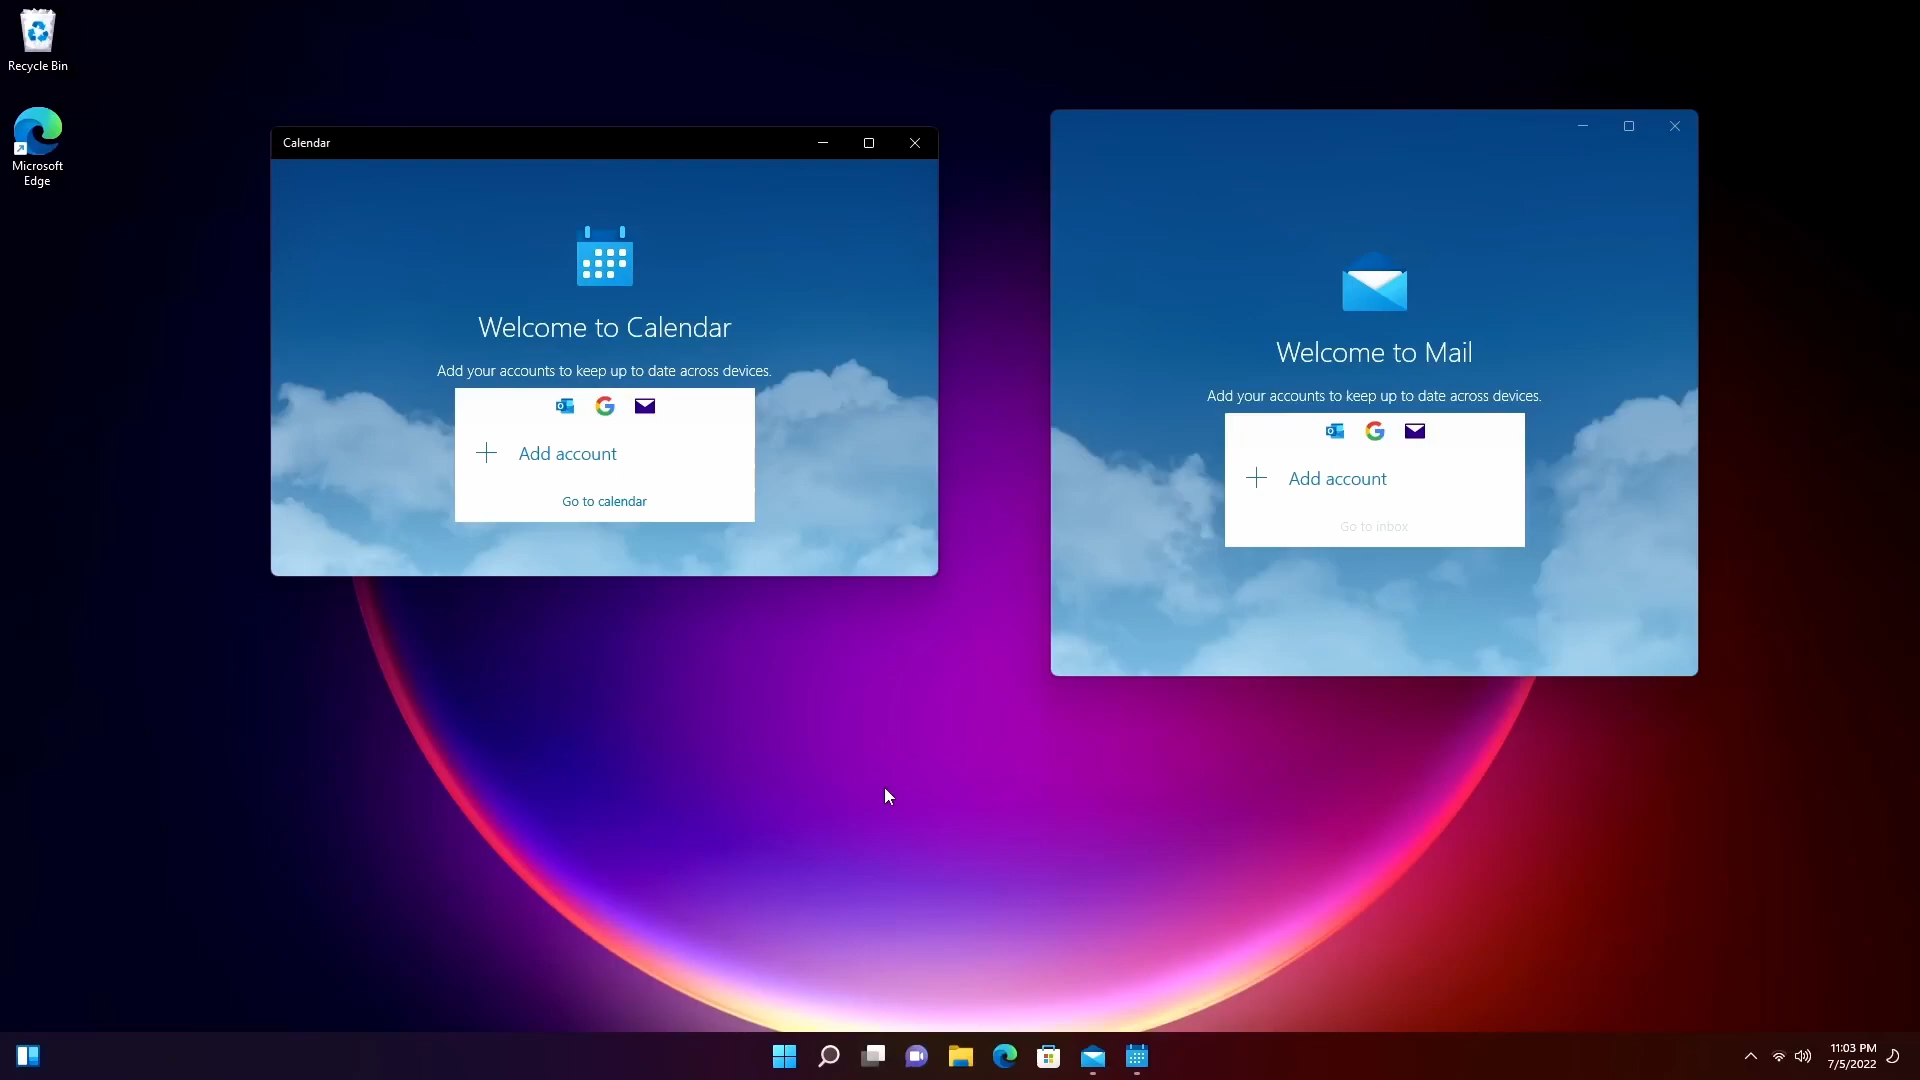 Recycle Bin
Microsoft
Edge
Calendar
Welcome to Calendar
Add your accounts to keep up to date across devices.
Add account
Go to calendar
Welcome to Mail
Add your accounts to keep up to date across devices.
Add account
Go to inbox
11:03 PM
7/5/2022